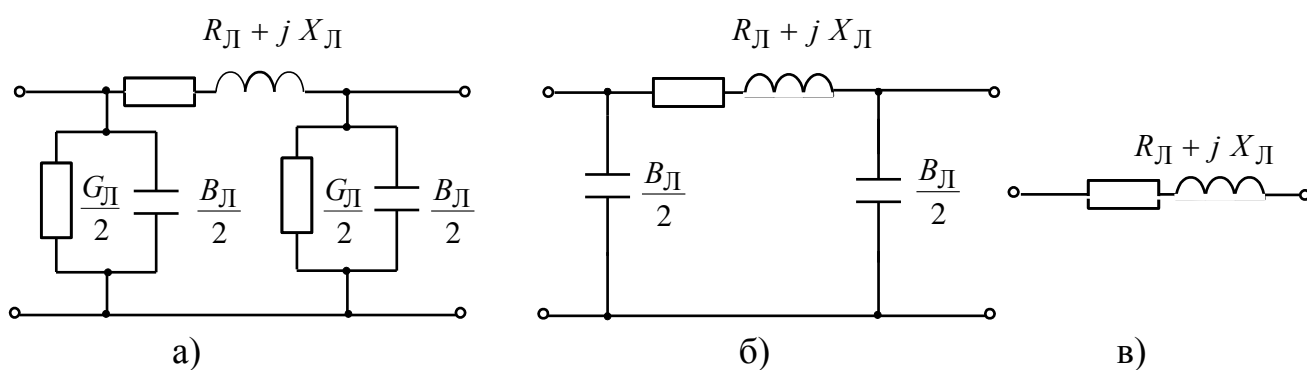 R_Л + j X_Л
G_Л/2
B_Л/2
G_Л/2
B_Л/2
а)
R_Л + j X_Л
B_Л/2
B_Л/2
б)
R_Л + j X_Л
в)